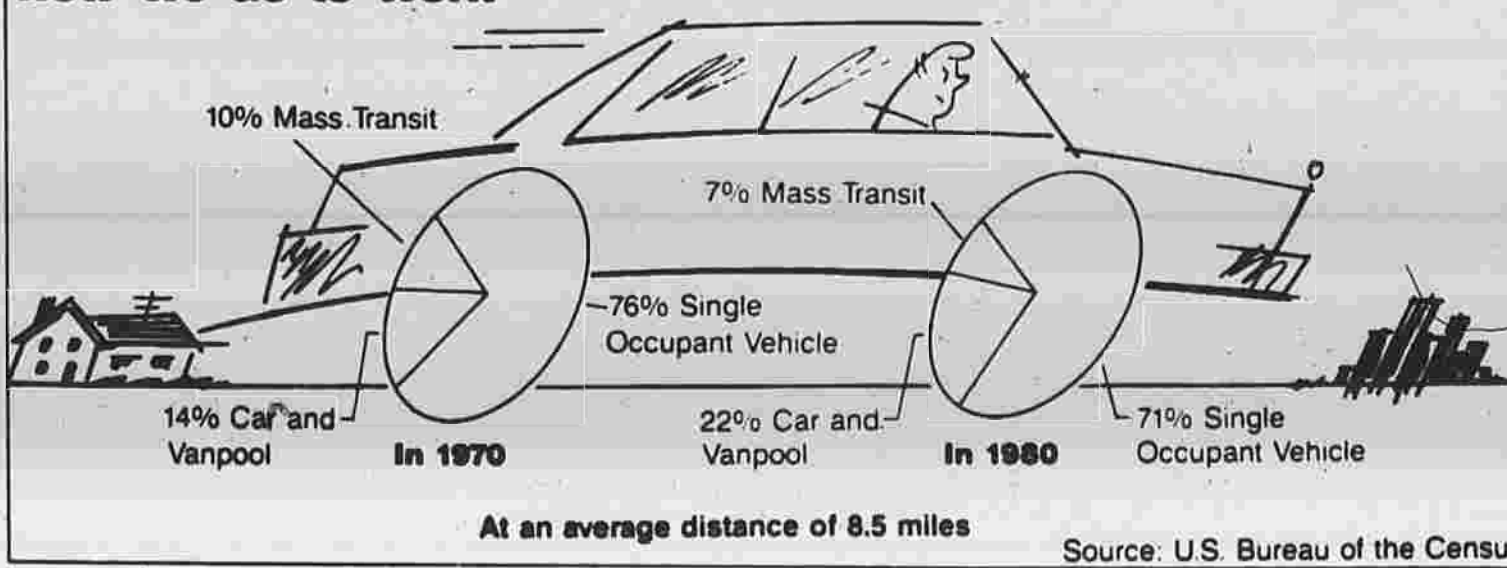 10% Mass Transit
7% Mass Transit
76% Single
Occupant Vehicle
14% Car and
Vanpool
In 1970
22% Car and
Vanpool
In 1980
71% Single
Occupant Vehicle
At an average distance of 8.5 miles
Source: U.S. Bureau of the Censu